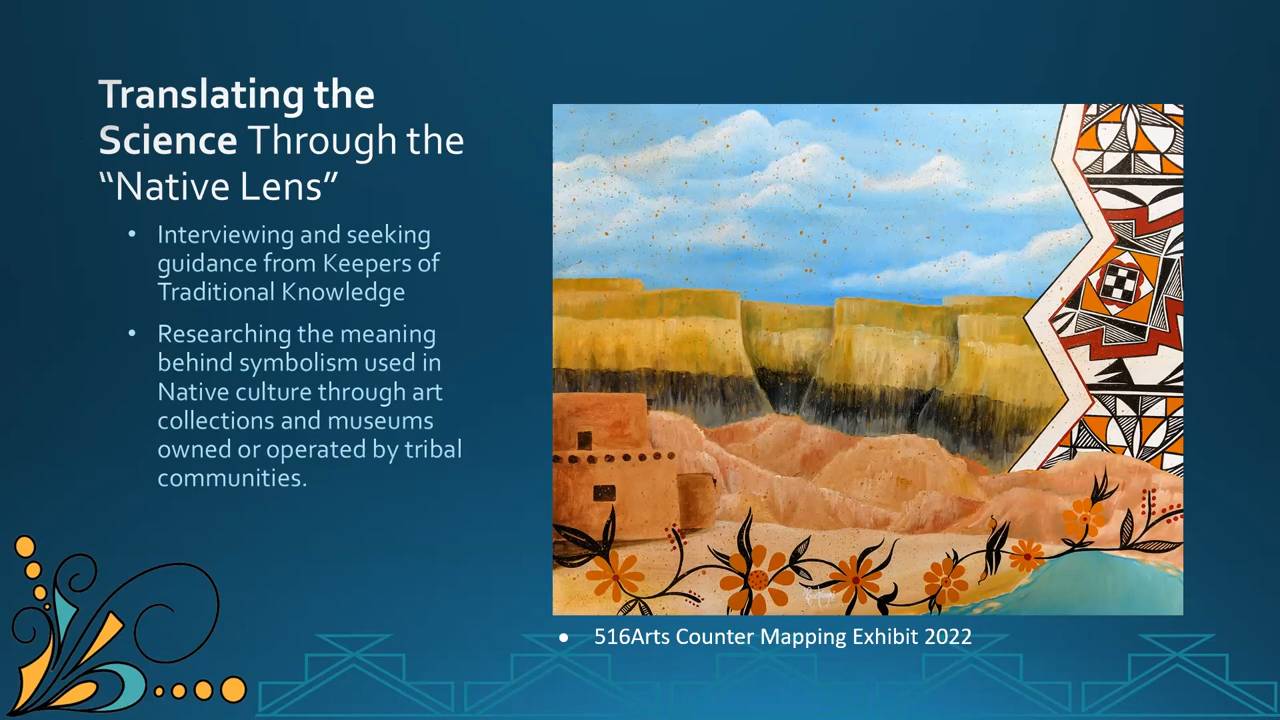 Translating the
Science Through the
“Native Lens”
• Interviewing and seeking
guidance from Keepers of
Traditional Knowledge
• Researching the meaning
behind symbolism used in
Native culture through art
collections and museums
owned or operated by tribal
communities.
• 516Arts Counter Mapping Exhibit 2022